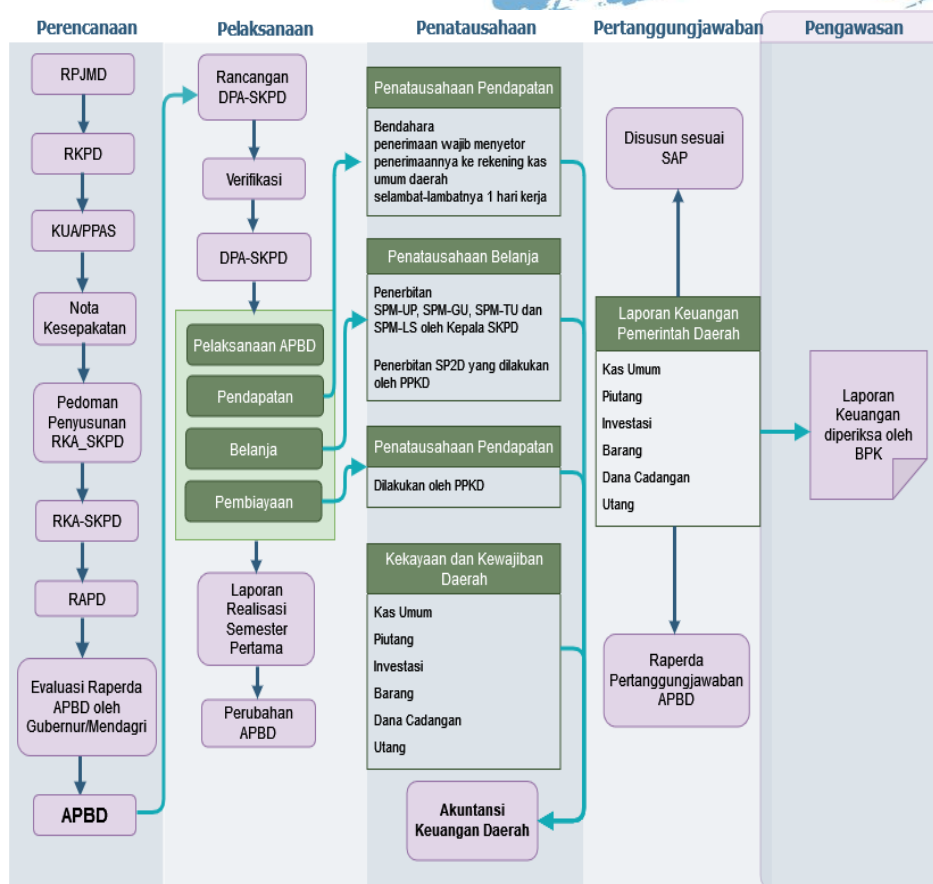 Perencanaan
RPJMD
RKPD
KUA/PPAS
Nota
Kesepakatan
Pedoman
Penyusunan
RKA_SKPD
RKA-SKPD
RAPD
Evaluasi Raperda
APBD oleh
Gubernur/Mendagri
APBD
Pelaksanaan
Rancangan
DPA-SKPD
Verifikasi
DPA-SKPD
Pelaksanaan APBD
Pendapatan
Belanja
Pembiayaan
Laporan
Realisasi
Semester
Pertama
Perubahan
APBD
Penatausahaan
Penatausahaan Pendapatan
Bendahara
penerimaan wajib menyetor
penerimaannya ke rekening kas
umum daerah
selambat-lambatnya 1 hari kerja
Penatausahaan Belanja
Penerbitan
SPM-UP, SPM-GU, SPM-TU dan
SPM-LS oleh Kepala SKPD
Penerbitan SP2D yang dilakukan
oleh PPKD
Penatausahaan Pendapatan
Dilakukan oleh PPKD
Kekayaan dan Kewajiban
Daerah
Kas Umum
Piutang
Investasi
Barang
Dana Cadangan
Utang
Akuntansi
Keuangan Daerah
Pertanggungjawaban
Disusun sesuai
SAP
Laporan Keuangan
Pemerintah Daerah
Kas Umum
Piutang
Investasi
Barang
Dana Cadangan
Utang
Raperda
Pertanggungjawaban
APBD
Pengawasan
Laporan
Keuangan
diperiksa oleh
BPK